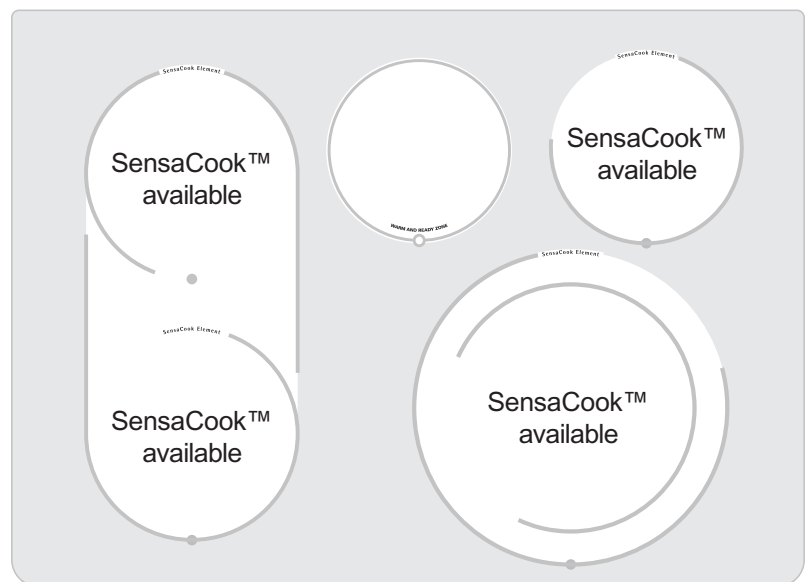 SensaCook Element
SensaCook™
available
WARM AND READY ZONE
SensaCook Element
SensaCook™
available
SensaCook Element
SensaCook™
available
SensaCook Element
SensaCook™
available